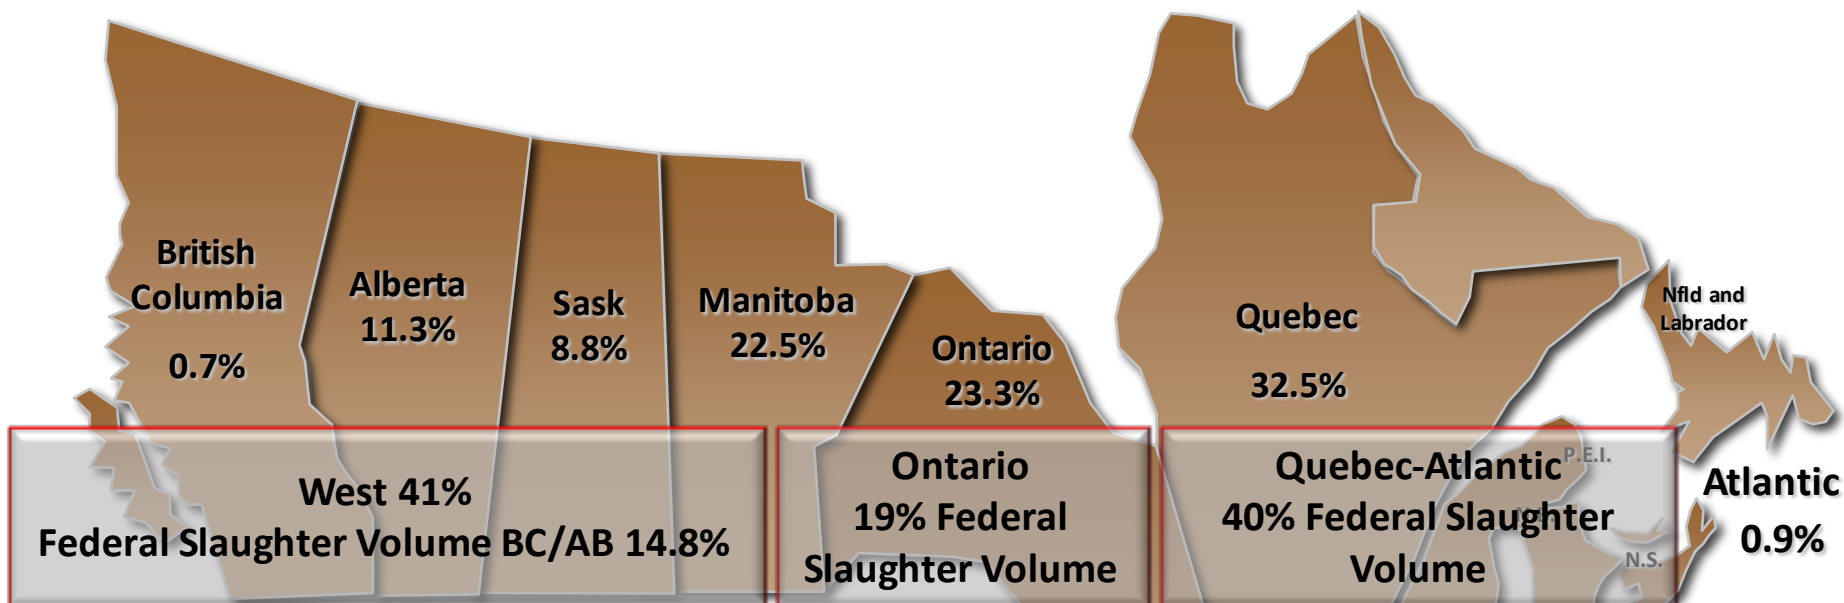 British
Columbia
0.7%
Alberta
11.3%
Sask
8.8%
Manitoba
22.5%
Ontario
23.3%
Quebec
32.5%
Nfld and
Labrador
P.E.I.
N.B.
N.S.
Atlantic
0.9%
West 41%
Federal Slaughter Volume BC/AB 14.8%
Ontario
19% Federal
Slaughter Volume
Quebec-Atlantic
40% Federal Slaughter
Volume